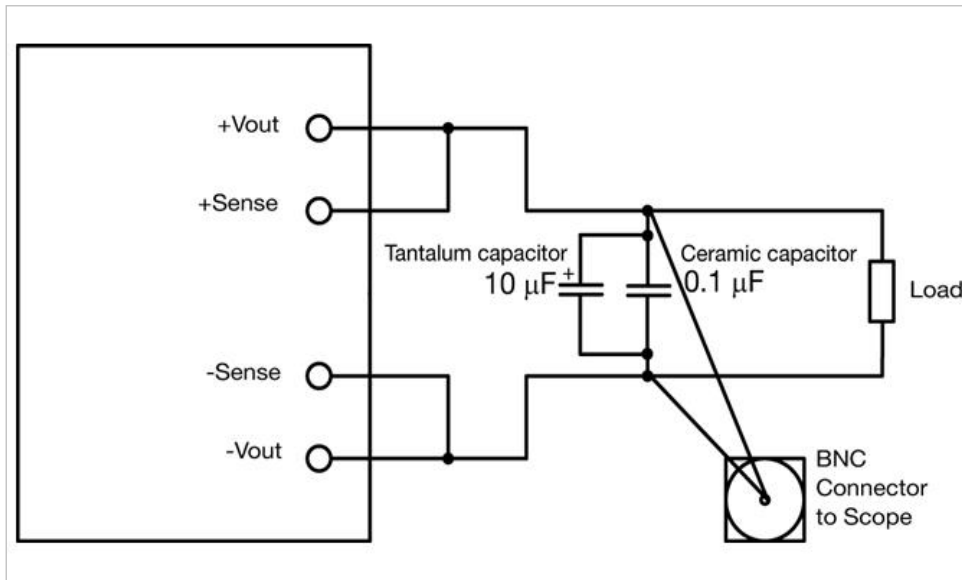 +Vout
+Sense
Tantalum capacitor
10 μF
+
Ceramic capacitor
0.1 μF
Load
-Sense
-Vout
BNC
Connector
to Scope